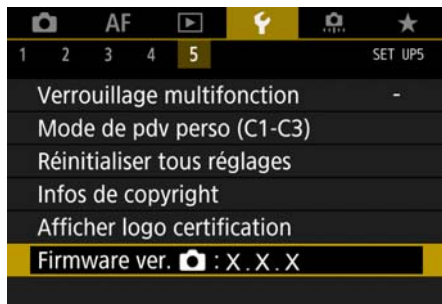 AF
1 2 3 4 5 SET UP5
Verrouillage multifonction -
Mode de pdv perso (C1-C3)
Réinitialiser tous réglages
Infos de copyright
Afficher logo certification
Firmware ver. : X.X.X